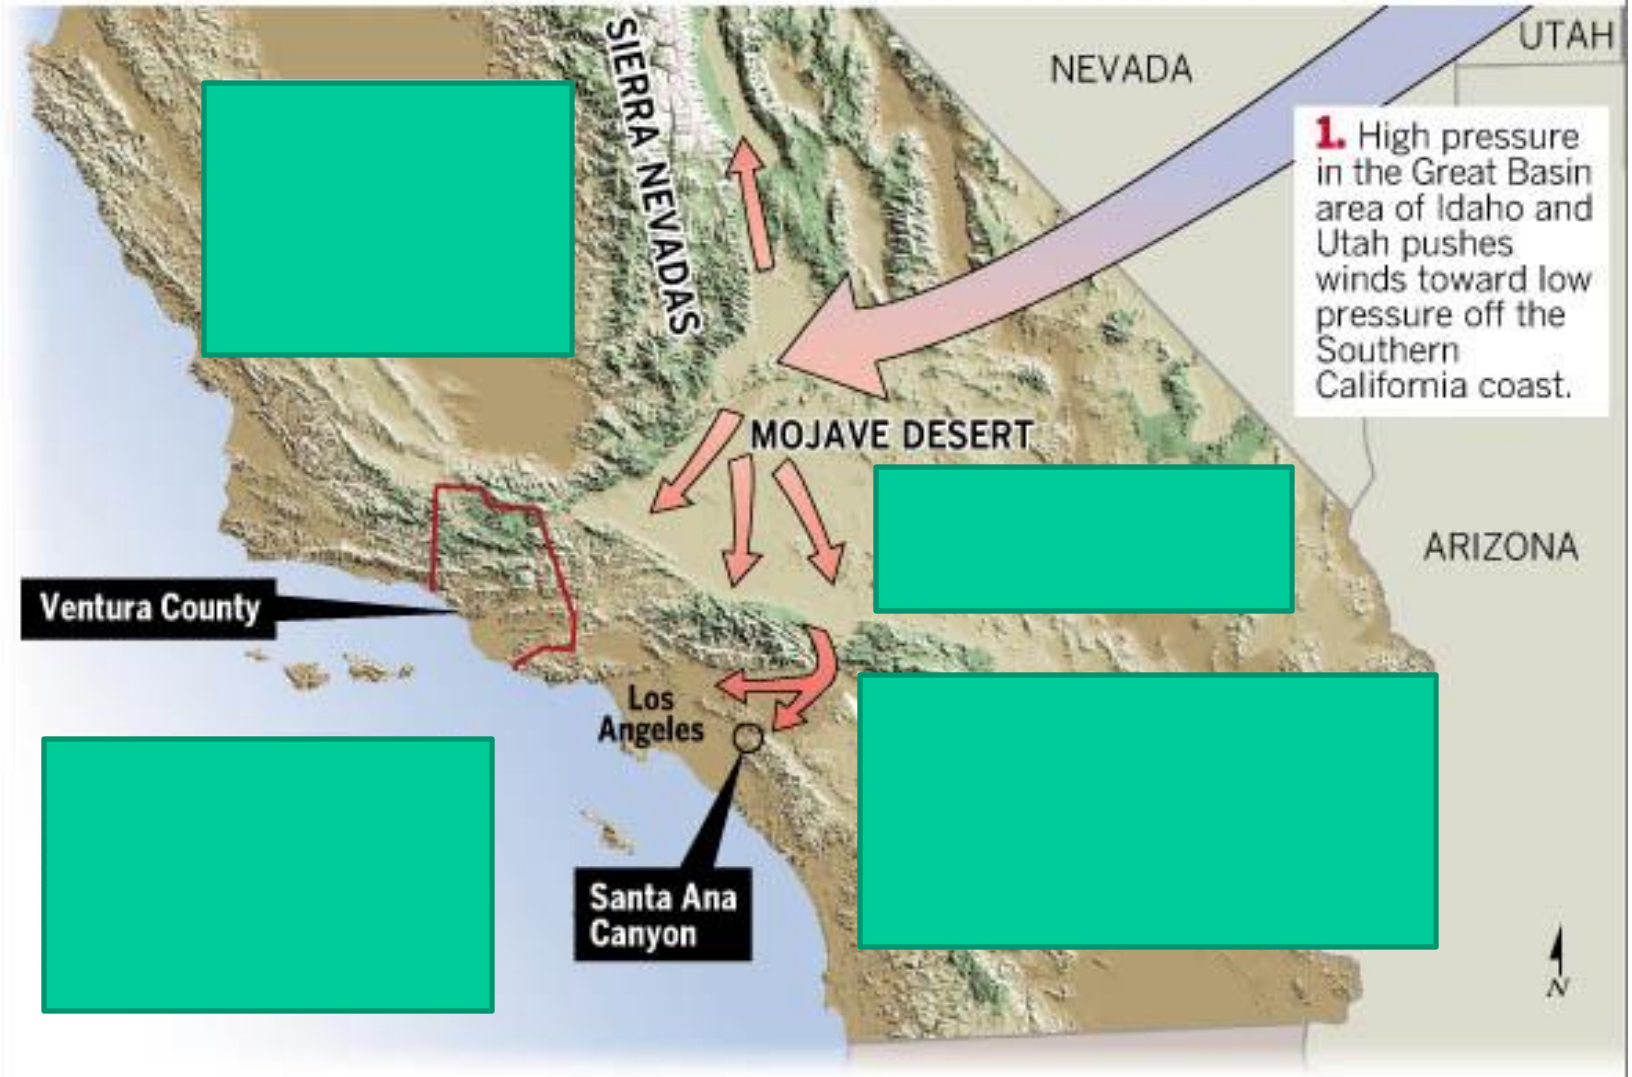 SIERRA NEVADAS
NEVADA
UTAH
1. High pressure
in the Great Basin
area of Idaho and
Utah pushes
winds toward low
pressure off the
Southern
California coast.
MOJAVE DESERT
ARIZONA
Ventura County
Los
Angeles
Santa Ana
Canyon
N